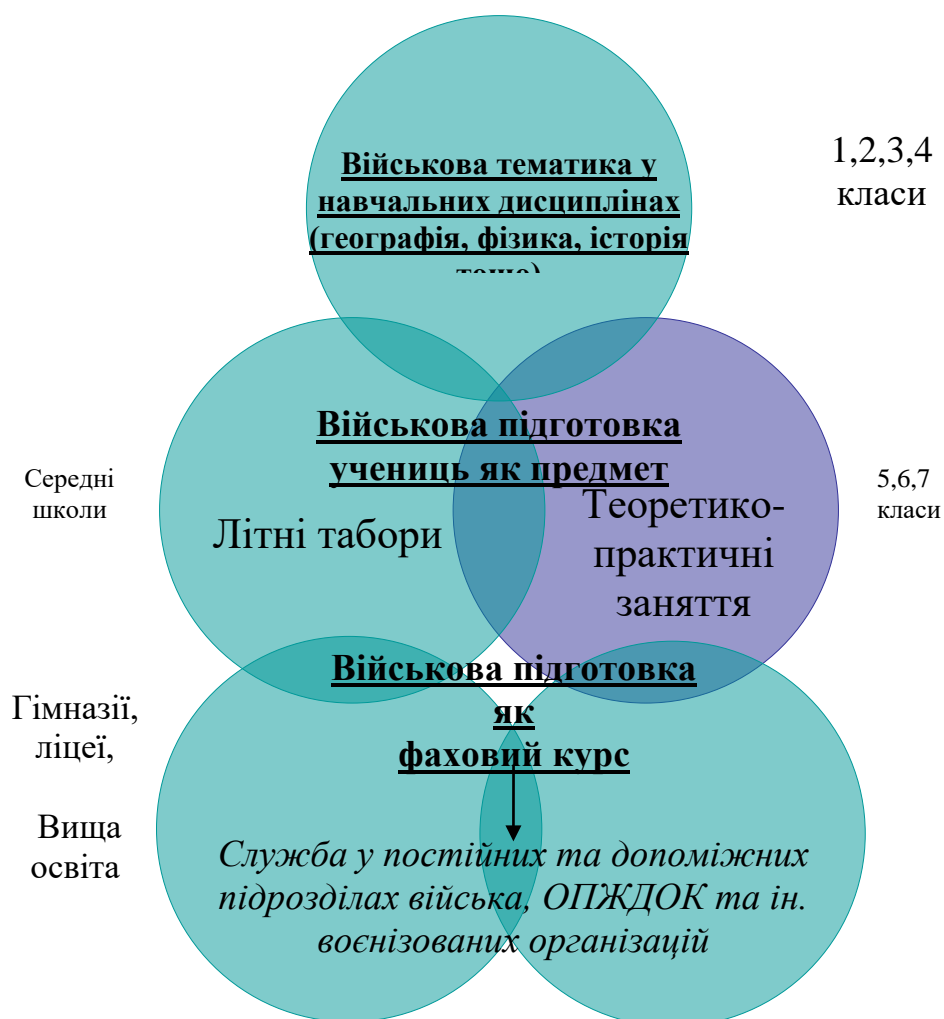 Військова тематика у
навчальних дисциплінах
(географія, фізика, історія
тощо)
1,2,3,4
класи
Військова підготовка
учениць як предмет
Середні
школи
Літні табори
Теоретико-
практичні
заняття
5,6,7
класи
Військова підготовка
як
фаховий курс
Гімназії,
ліцеї,
Вища
освіта
Служба у постійних та допоміжних
підрозділах війська, ОПЖДОК та ін.
воєнізованих організацій